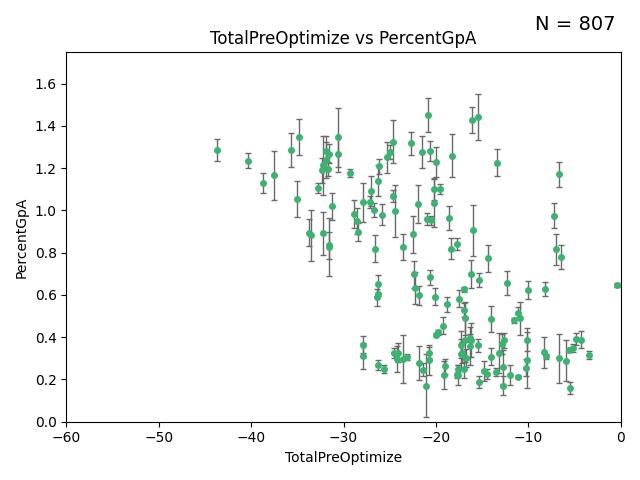 N = 807
TotalPreOptimize vs PercentGpA
1.6
1.4
1.2
1.0
0.8
0.6
0.4
0.2
0.0
PercentGpA
−60 −50 −40 −30 −20 −10 0
TotalPreOptimize